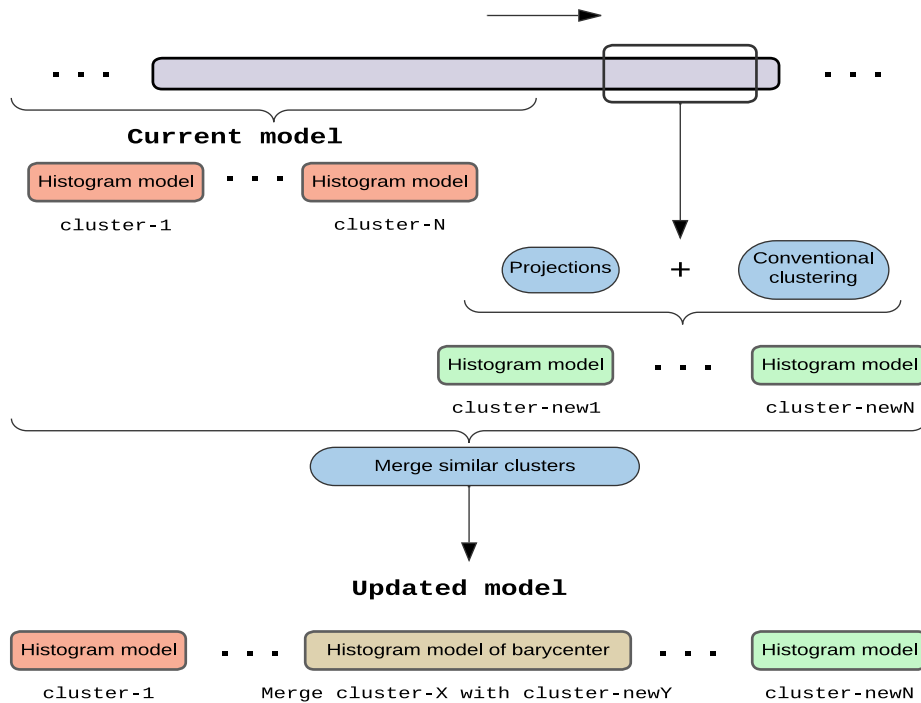 Current model
Histogram model
Histogram model
cluster-1
cluster-N
Projections
+
Conventional
clustering
Histogram model
Histogram model
cluster-new1
cluster-newN
Merge similar clusters
Updated model
Histogram model
Histogram model of barycenter
Histogram model
cluster-1
Merge cluster-X with cluster-newY
cluster-newN